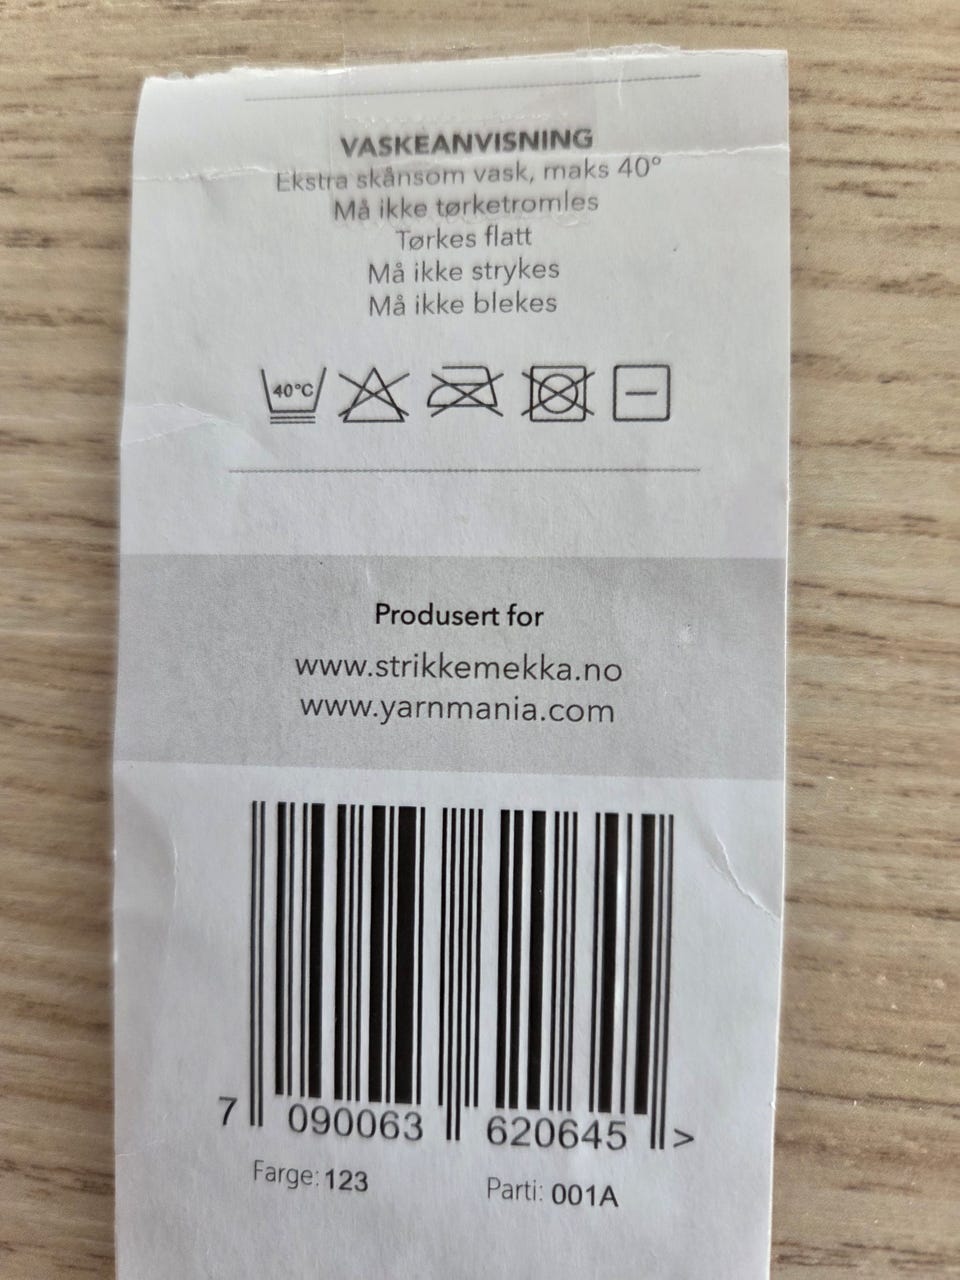 VASKEANVISNING
Ekstra skånsom vask, maks 40°
Må ikke tørketromles
Tørkes flatt
Må ikke strykes
Må ikke blekes
40°C
Produsert for
www.strikkemekka.no
www.yarnmania.com
7 090063 620645 >
Farge: 123 Parti: 001A